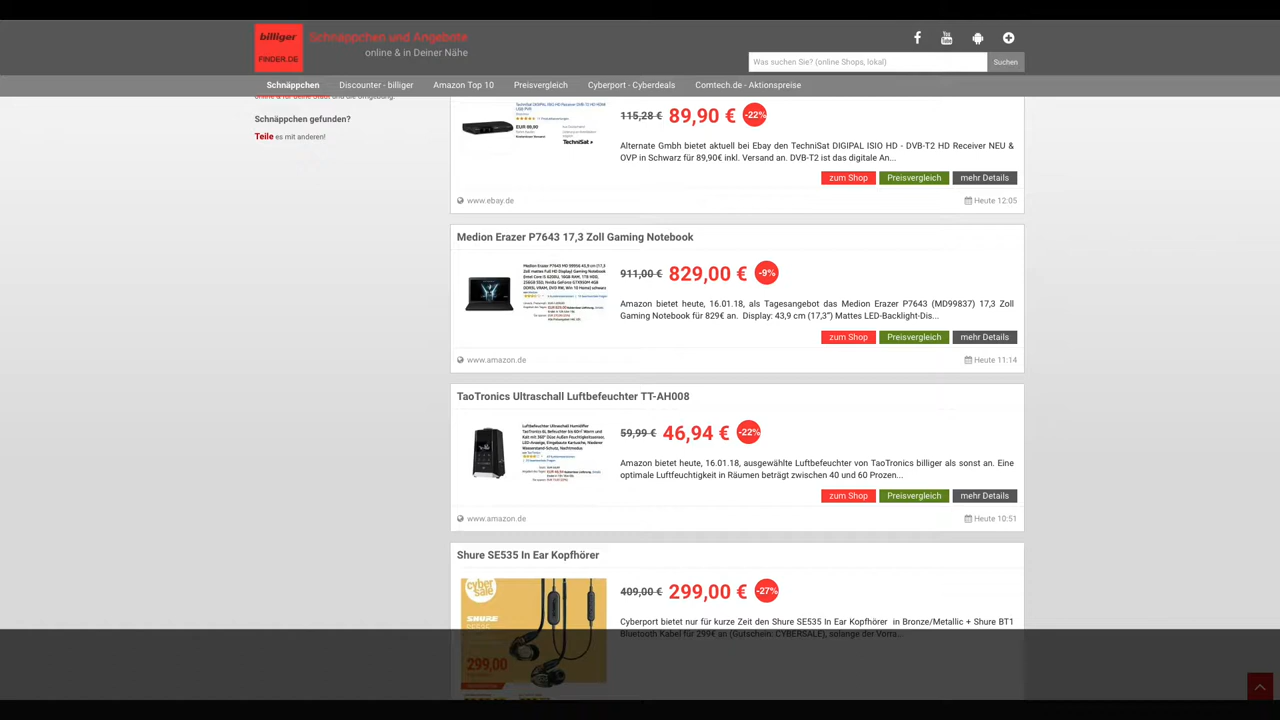 billiger
FINDER.DE
Schnäppchen und Angebote
online & in Deiner Nähe
Was suchen Sie? (online Shops, lokal)
Suchen
Schnäppchen
Discounter - billiger
Amazon Top 10
Preisvergleich
Cyberport - Cyberdeals
Comtech.de - Aktionspreise
Schnäppchen gefunden?
Teile es mit anderen!
115,28 € 89,90 € -22%
Alternate Gmbh bietet aktuell bei Ebay den TechniSat DIGIPAL ISIO HD - DVB-T2 HD Receiver NEU &
OVP in Schwarz für 89,90€ inkl. Versand an. DVB-T2 ist das digitale An...
zum Shop Preisvergleich mehr Details
www.ebay.de Heute 12:05
Medion Erazer P7643 17,3 Zoll Gaming Notebook
911,00 € 829,00 € -9%
Amazon bietet heute, 16.01.18, als Tagesangebot das Medion Erazer P7643 (MD99837) 17,3 Zoll
Gaming Notebook für 829€ an. Display: 43,9 cm (17,3”) Mattes LED-Backlight-Dis...
zum Shop Preisvergleich mehr Details
www.amazon.de Heute 11:14
TaoTronics Ultraschall Luftbefeuchter TT-AH008
59,99 € 46,94 € -22%
Amazon bietet heute, 16.01.18, ausgewählte Luftbefeuchter von TaoTronics billiger als sonst an. Eine
optimale Luftfeuchtigkeit in Räumen beträgt zwischen 40 und 60 Prozen...
zum Shop Preisvergleich mehr Details
www.amazon.de Heute 10:51
Shure SE535 In Ear Kopfhörer
cyber
sale
SHURE
299,00
409,00 € 299,00 € -27%
Cyberport bietet nur für kurze Zeit den Shure SE535 In Ear Kopfhörer in Bronze/Metallic + Shure BT1
Bluetooth Kabel für 299€ an (Gutschein: CYBERSALE), solange der Vorra...